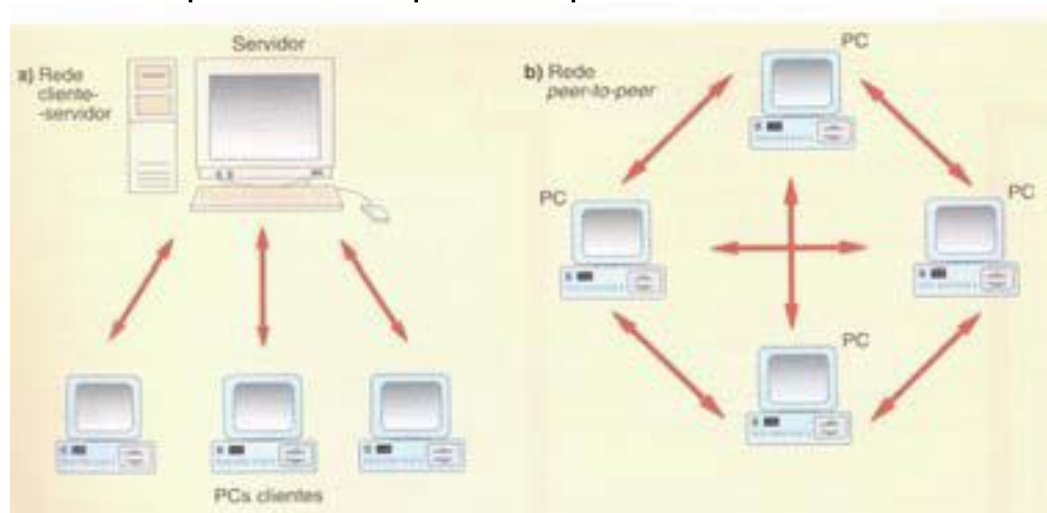 Servidor
a) Rede
cliente-
-servidor
PCs clientes
b) Rede
peer-to-peer
PC
PC
PC
PC